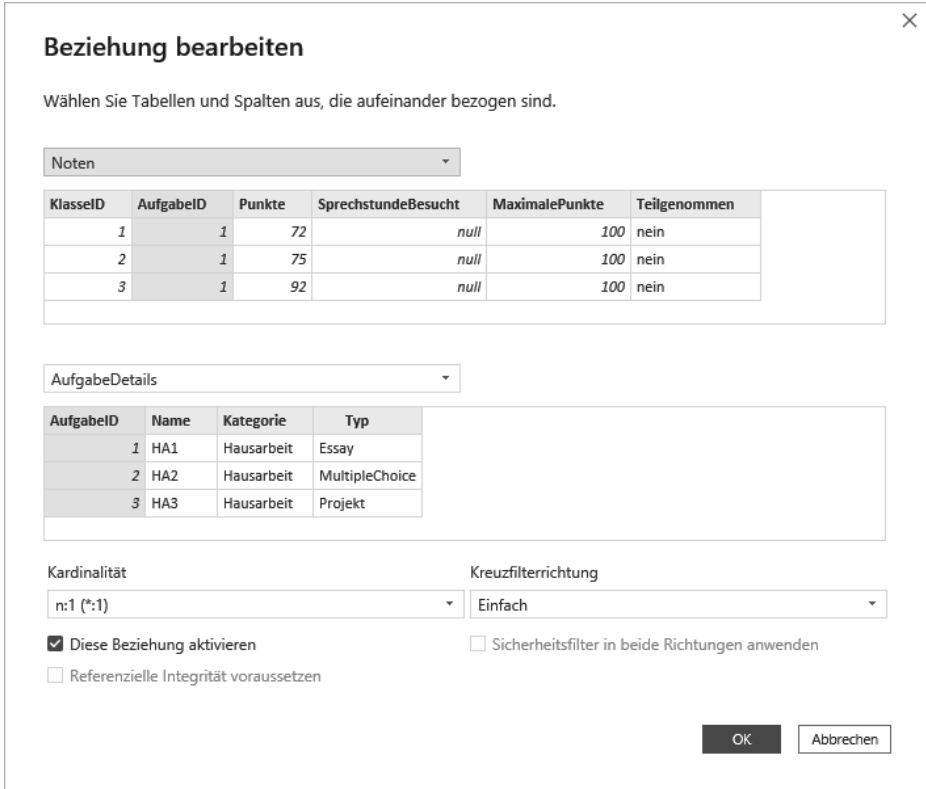 Beziehung bearbeiten
Wählen Sie Tabellen und Spalten aus, die aufeinander bezogen sind.
Noten
KlasseID AufgabeID Punkte SprechstundeBesucht MaximalePunkte Teilgenommen
1 1 72 null 100 nein
2 1 75 null 100 nein
3 1 92 null 100 nein
AufgabeDetails
AufgabeID Name Kategorie Typ
1 HA1 Hausarbeit Essay
2 HA2 Hausarbeit MultipleChoice
3 HA3 Hausarbeit Projekt
Kardinalität Kreuzfilterrichtung
n:1 (*:1) Einfach
Diese Beziehung aktivieren Sicherheitsfilter in beide Richtungen anwenden
Referenzielle Integrität voraussetzen
OK Abbrechen